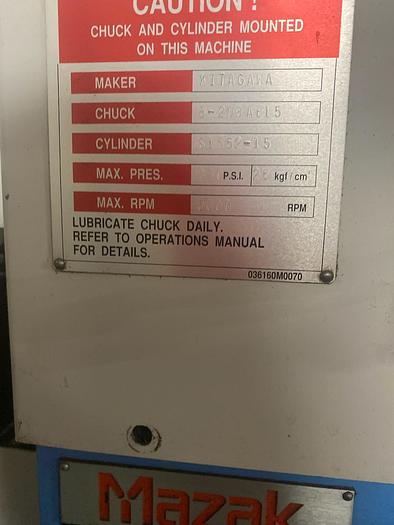 CAUTION!
CHUCK AND CYLINDER MOUNTED
ON THIS MACHINE
MAKER KITAGAWA
CHUCK
CYLINDER
MAX. PRES. P.S.I. kgf/cm²
MAX. RPM RPM
LUBRICATE CHUCK DAILY.
REFER TO OPERATIONS MANUAL
FOR DETAILS.
036160M0070
Mazak